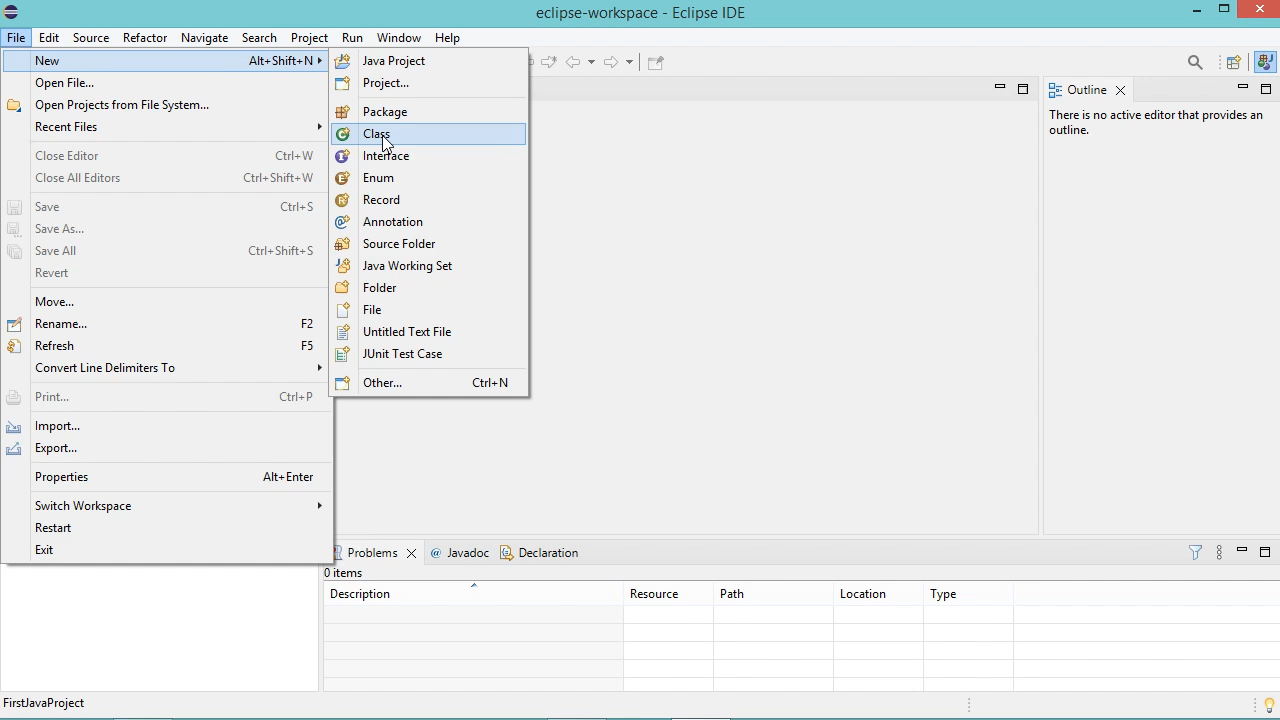 eclipse-workspace - Eclipse IDE
File Edit Source Refactor Navigate Search Project Run Window Help
New Alt+Shift+N
Open File...
Open Projects from File System...
Recent Files
Close Editor Ctrl+W
Close All Editors Ctrl+Shift+W
Save Ctrl+S
Save As...
Save All Ctrl+Shift+S
Revert
Move...
Rename... F2
Refresh F5
Convert Line Delimiters To
Print... Ctrl+P
Import...
Export...
Properties Alt+Enter
Switch Workspace
Restart
Exit
Java Project
Project...
Package
Class
Interface
Enum
Record
Annotation
Source Folder
Java Working Set
Folder
File
Untitled Text File
JUnit Test Case
Other... Ctrl+N
Outline
There is no active editor that provides an
outline.
Problems Javadoc Declaration
0 items
Description Resource Path Location Type
FirstJavaProject